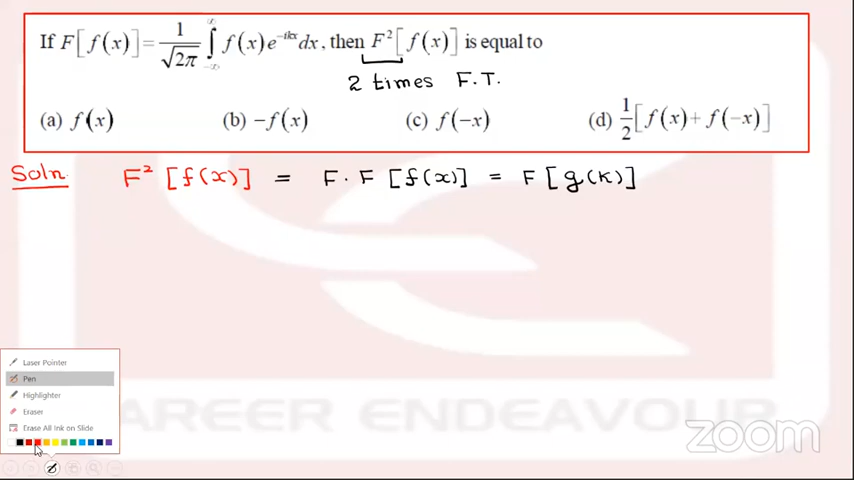 If F[f(x)] = 1/√2π ∫_{-∞}^{∞} f(x) e^{-ikx} dx, then F²[f(x)] is equal to
2 times F.T.
(a) f(x) (b) -f(x) (c) f(-x) (d) 1/2[f(x)+f(-x)]
Soln F²[f(x)] = F·F[f(x)] = F[g(k)]
Laser Pointer
Pen
Highlighter
Eraser
Erase All Ink on Slide
AREER ENDEAVOUR
zoom